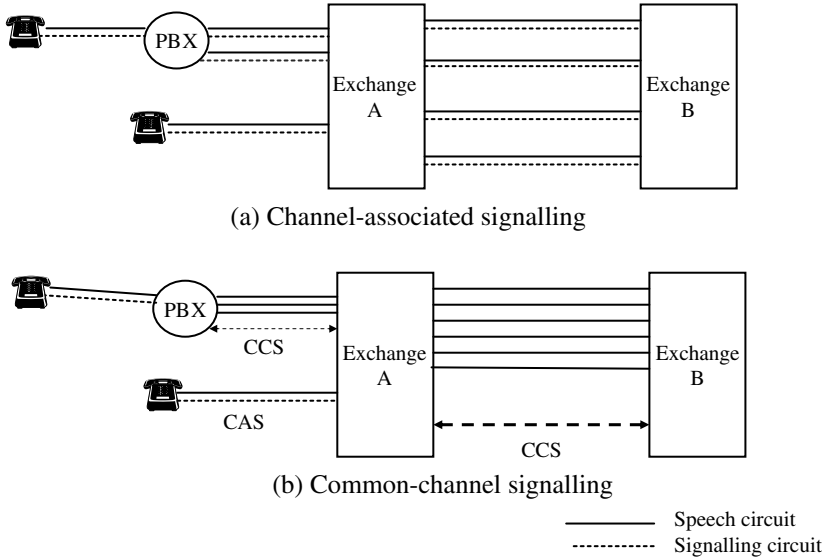 PBX
Exchange
A
Exchange
B
(a) Channel-associated signalling
PBX
CCS
Exchange
A
Exchange
B
CAS
CCS
(b) Common-channel signalling
Speech circuit
Signalling circuit